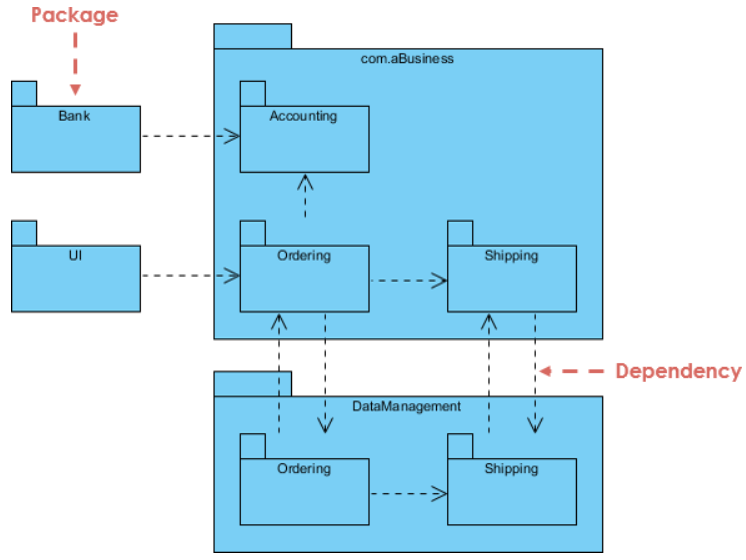 Package
com.aBusiness
Bank
Accounting
UI
Ordering
Shipping
Dependency
DataManagement
Ordering
Shipping